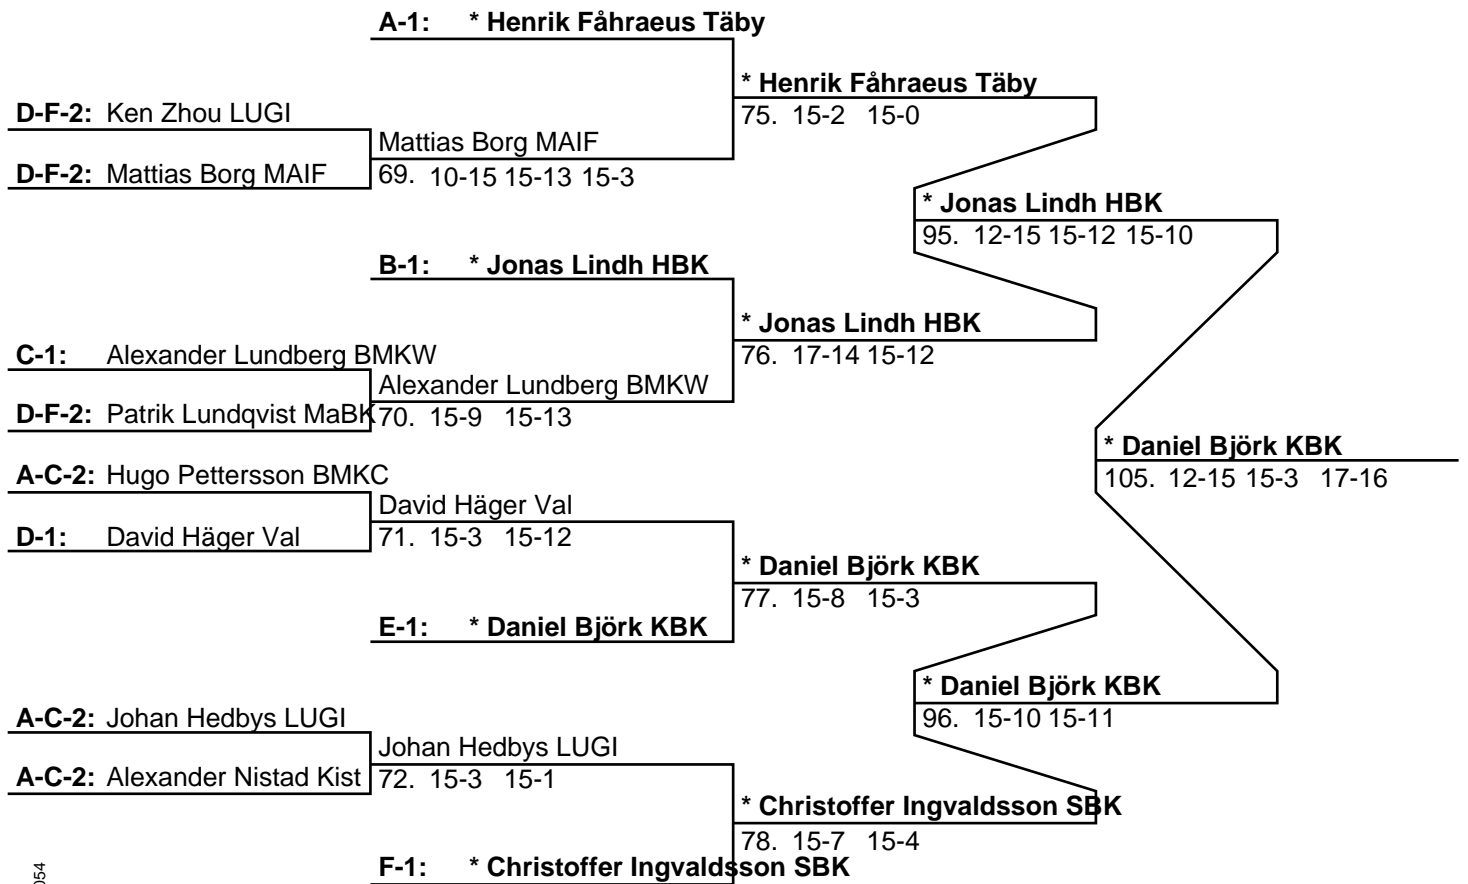 A-1: * Henrik Fåhraeus Täby
* Henrik Fåhraeus Täby
75. 15-2 15-0
D-F-2: Ken Zhou LUGI
Mattias Borg MAIF
D-F-2: Mattias Borg MAIF
69. 10-15 15-13 15-3
* Jonas Lindh HBK
95. 12-15 15-12 15-10
B-1: * Jonas Lindh HBK
* Jonas Lindh HBK
76. 17-14 15-12
C-1: Alexander Lundberg BMKW
Alexander Lundberg BMKW
D-F-2: Patrik Lundqvist MaBK
70. 15-9 15-13
* Daniel Björk KBK
105. 12-15 15-3 17-16
A-C-2: Hugo Pettersson BMKC
David Häger Val
D-1: David Häger Val
71. 15-3 15-12
* Daniel Björk KBK
77. 15-8 15-3
E-1: * Daniel Björk KBK
* Daniel Björk KBK
96. 15-10 15-11
A-C-2: Johan Hedbys LUGI
Johan Hedbys LUGI
A-C-2: Alexander Nistad Kist
72. 15-3 15-1
* Christoffer Ingvaldsson SBK
78. 15-7 15-4
F-1: * Christoffer Ingvaldsson SBK